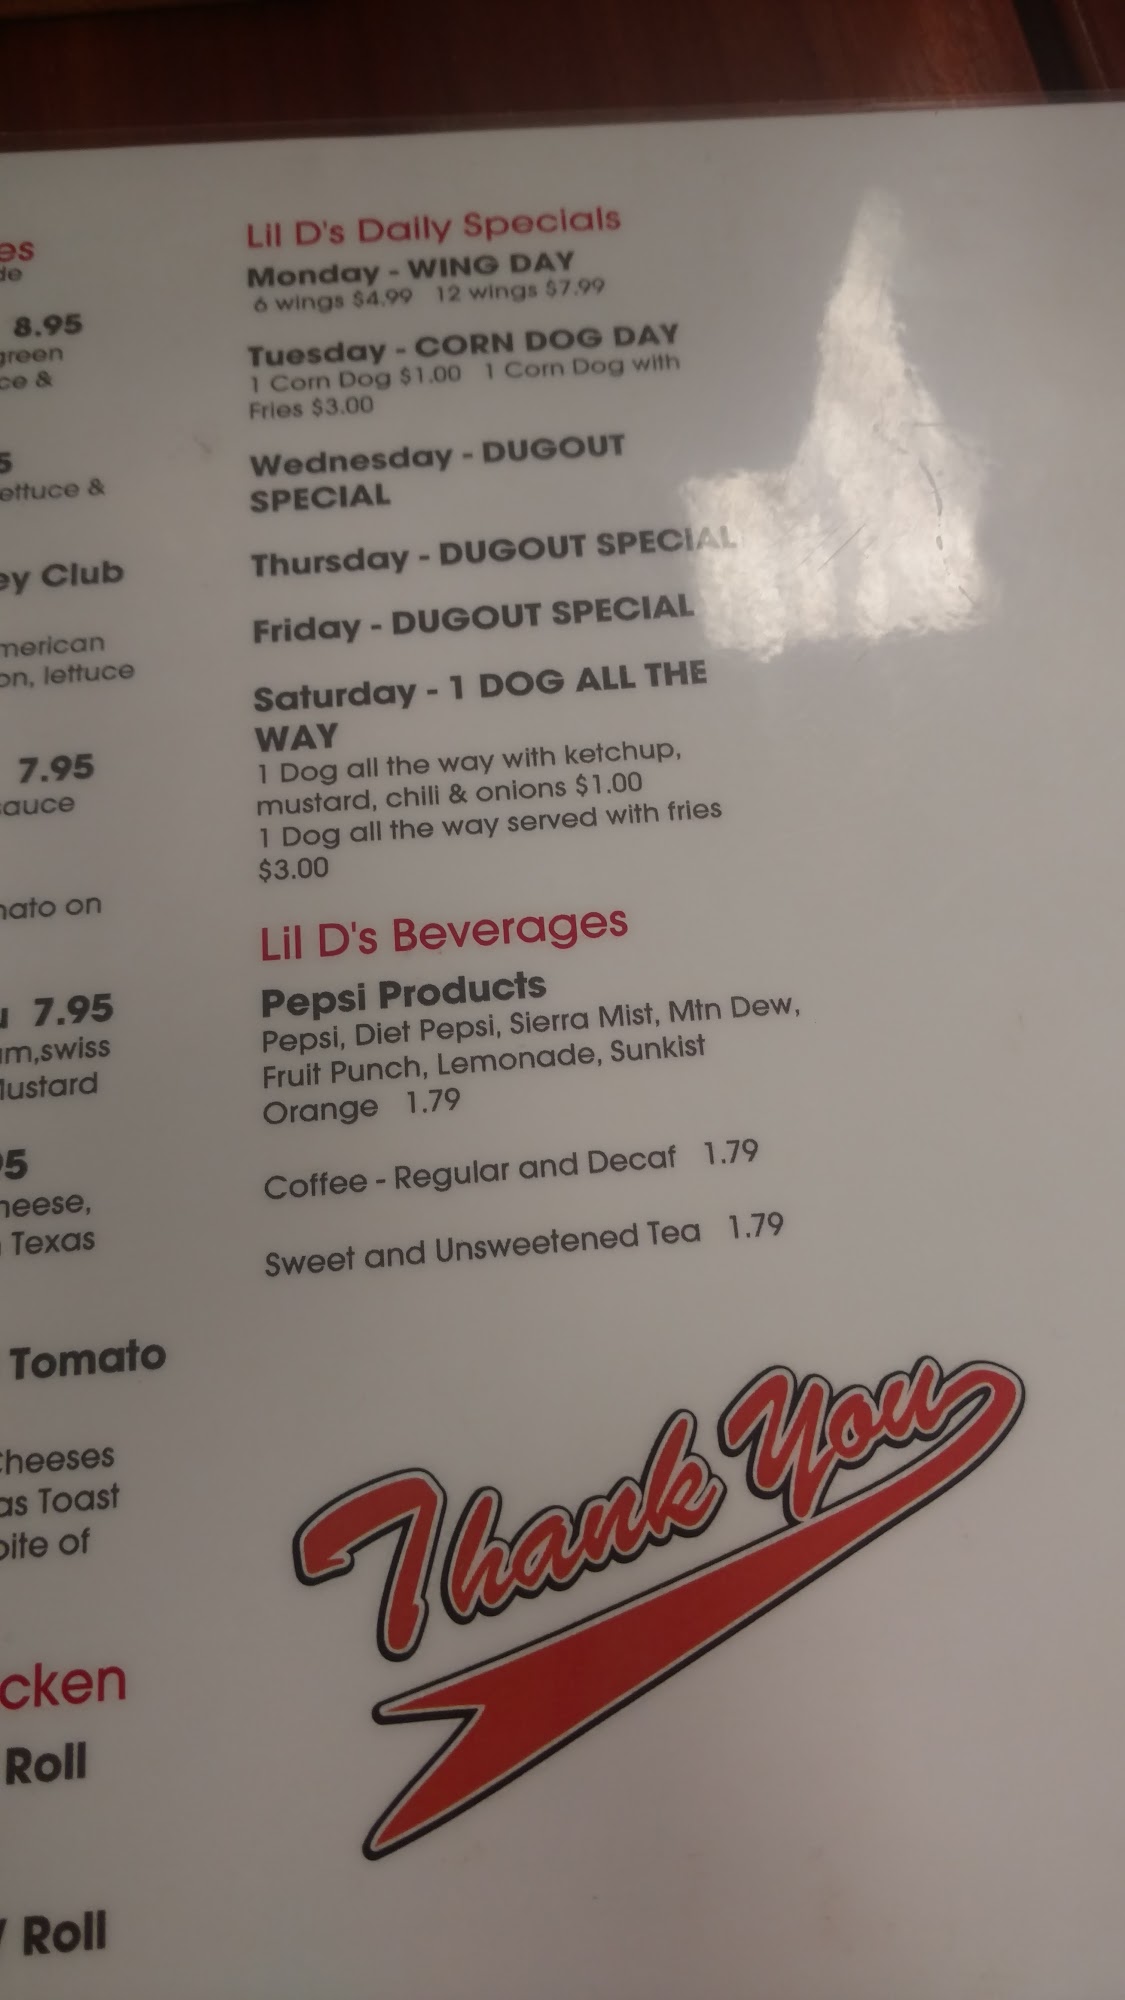 es
de
8.95
green
ce &
5
ettuce &
ey Club
merican
on, lettuce
7.95
auce
nato on
7.95
m,swiss
Mustard
95
heese,
Texas
Tomato
Cheeses
as Toast
bite of
cken
Roll
Roll
Lil D's Daily Specials
Monday - WING DAY
6 wings $4.99 12 wings $7.99
Tuesday - CORN DOG DAY
1 Corn Dog $1.00 1 Corn Dog with
Fries $3.00
Wednesday - DUGOUT
SPECIAL
Thursday - DUGOUT SPECIAL
Friday - DUGOUT SPECIAL
Saturday - 1 DOG ALL THE
WAY
1 Dog all the way with ketchup,
mustard, chili & onions $1.00
1 Dog all the way served with fries
$3.00
Lil D's Beverages
Pepsi Products
Pepsi, Diet Pepsi, Sierra Mist, Mtn Dew,
Fruit Punch, Lemonade, Sunkist
Orange 1.79
Coffee - Regular and Decaf 1.79
Sweet and Unsweetened Tea 1.79
Thank You